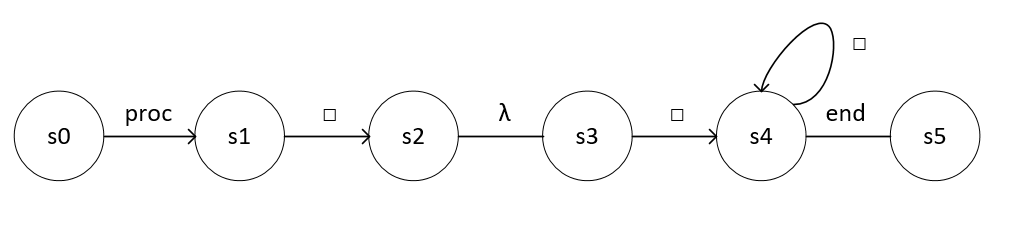 □
proc □ λ □ end
s0 s1 s2 s3 s4 s5